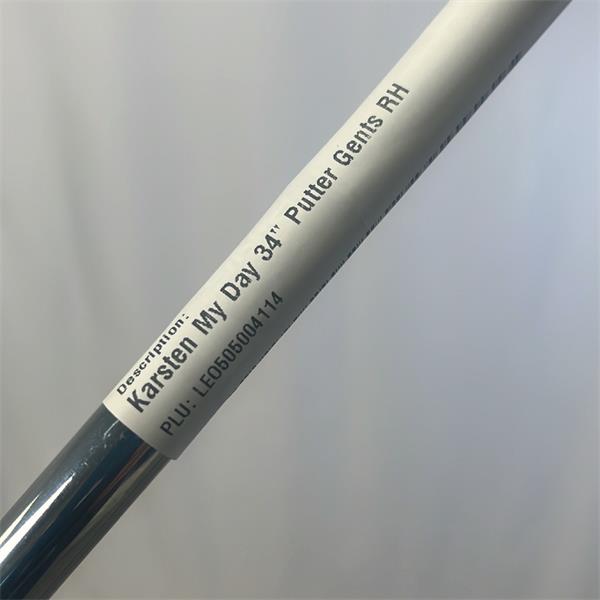 Description:
Karsten My Day 34" Putter Gents RH
PLU: LEO505004114